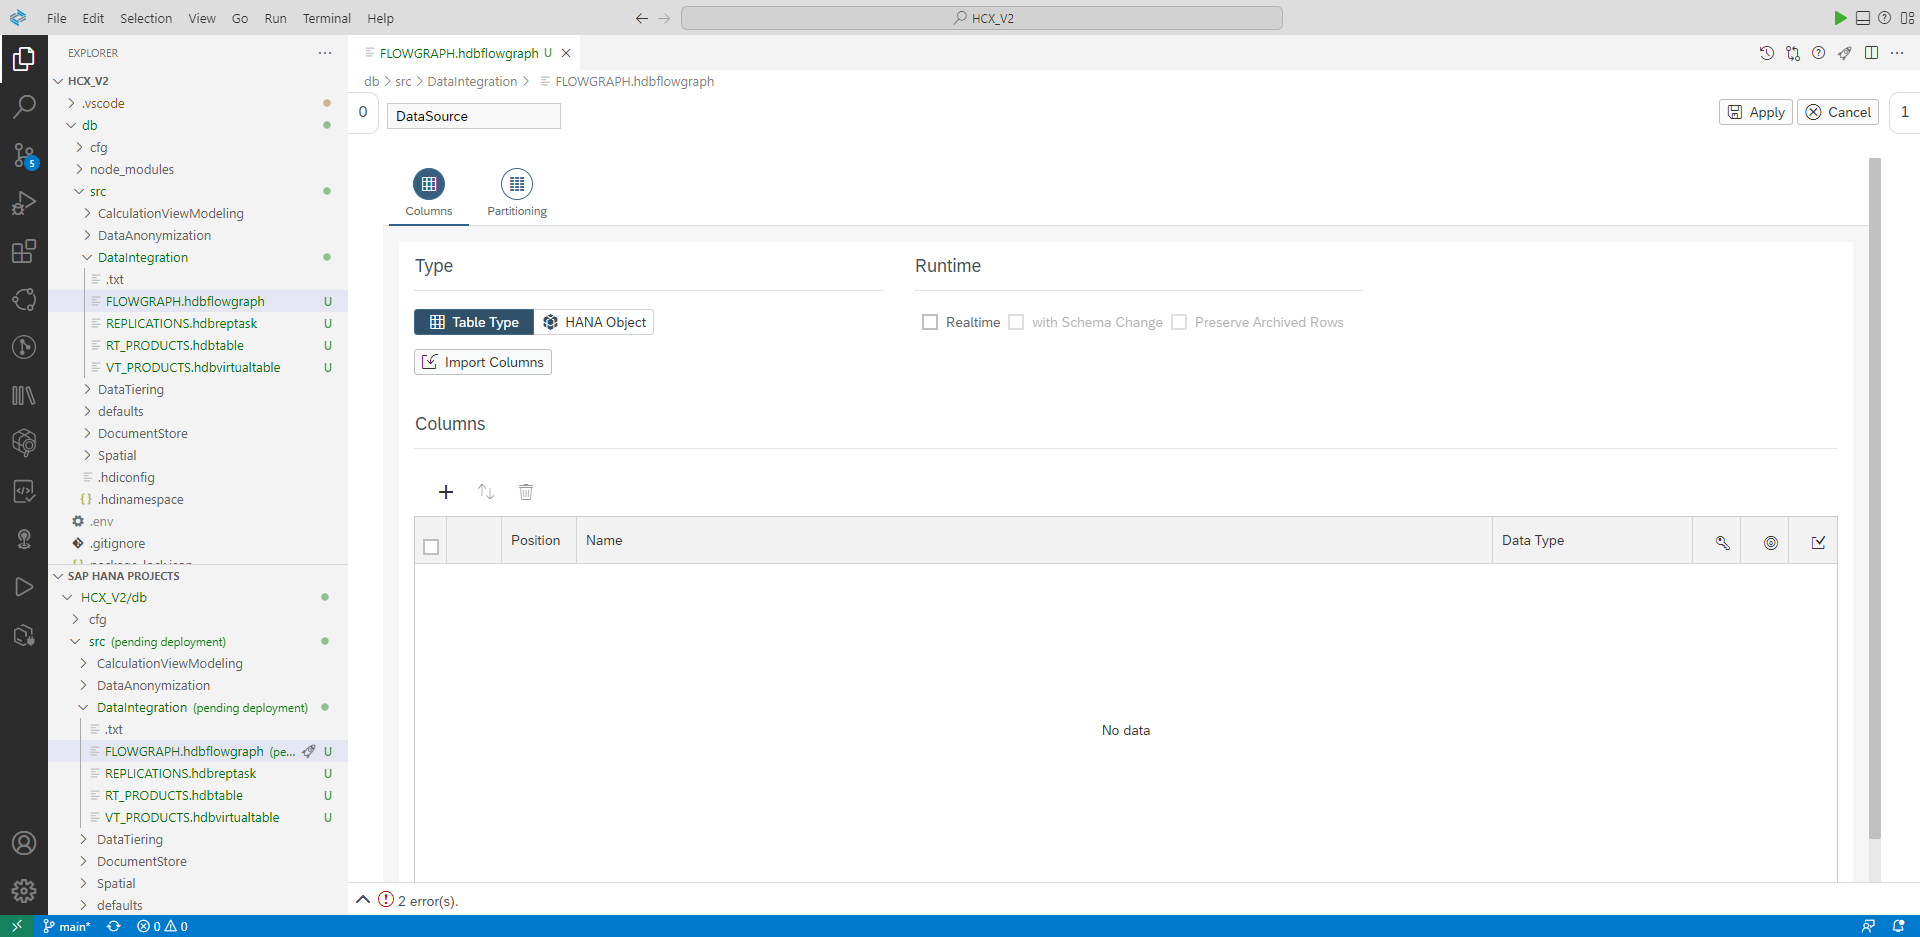 File Edit Selection View Go Run Terminal Help
HCX_V2
EXPLORER
HCX_V2
.vscode
db
cfg
node_modules
src
CalculationViewModeling
DataAnonymization
DataIntegration
.txt
FLOWGRAPH.hdbflowgraph U
REPLICATIONS.hdbreptask U
RT_PRODUCTS.hdbtable U
VT_PRODUCTS.hdbvirtualtable U
DataTiering
defaults
DocumentStore
Spatial
.hdiconfig
{} .hdinamespace
.env
.gitignore
SAP HANA PROJECTS
HCX_V2/db
cfg
src (pending deployment)
CalculationViewModeling
DataAnonymization
DataIntegration (pending deployment)
.txt
FLOWGRAPH.hdbflowgraph (pe... U
REPLICATIONS.hdbreptask U
RT_PRODUCTS.hdbtable U
VT_PRODUCTS.hdbvirtualtable U
DataTiering
DocumentStore
Spatial
defaults
5
FLOWGRAPH.hdbflowgraph U
db > src > DataIntegration > FLOWGRAPH.hdbflowgraph
0 DataSource Apply Cancel 1
Columns Partitioning
Type Runtime
Table Type HANA Object Realtime with Schema Change Preserve Archived Rows
Import Columns
Columns
Position Name Data Type
No data
2 error(s).
main* 0 0